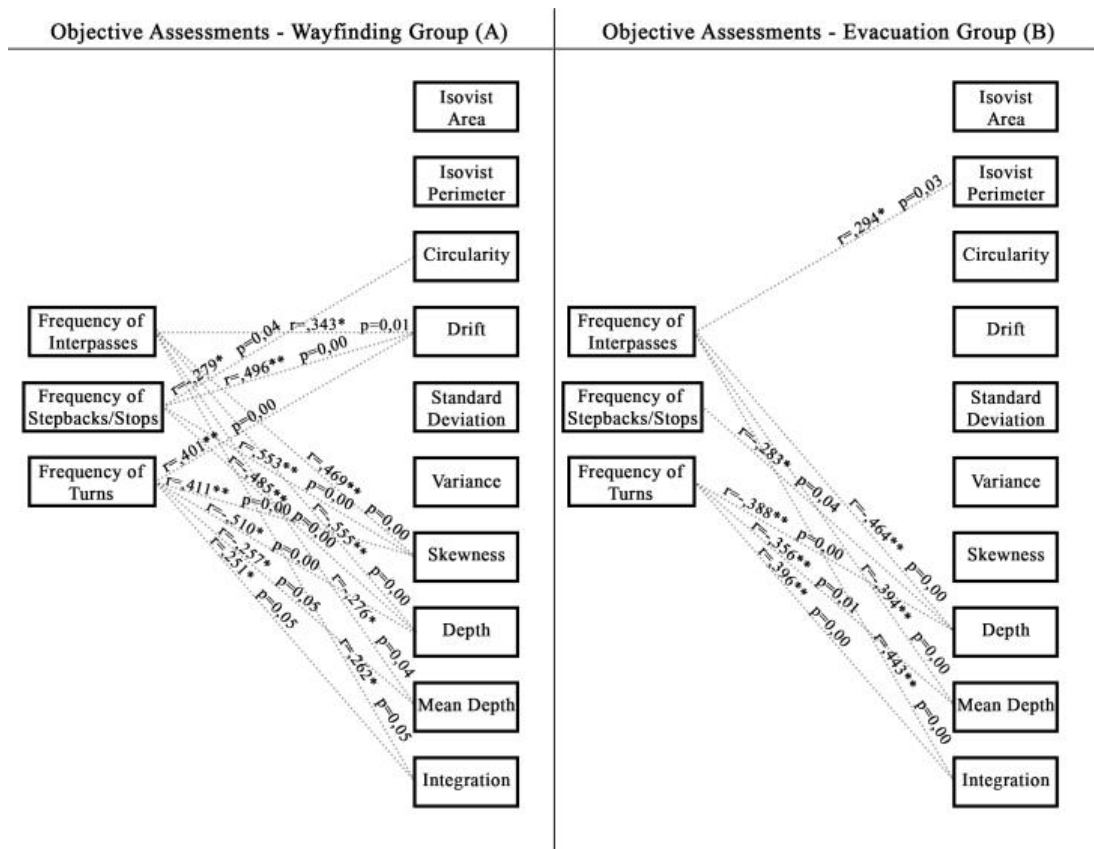 Objective Assessments - Wayfinding Group (A)
Isovist
Area
Isovist
Perimeter
Circularity
Frequency of
Interpasses
Drift
Frequency of
Stepbacks/Stops
Standard
Deviation
Frequency of
Turns
Variance
Skewness
Depth
Mean Depth
Integration
r=,343* p=0,01
r=-,279* p=0,04
r=,496** p=0,00
r=,401** p=0,00
r=,469** p=0,00
r=,553** p=0,00
r=,485** p=0,00
r=,555** p=0,00
r=,411** p=0,00
r=-,510* p=0,00
r=-,276* p=0,04
r=-,257* p=0,05
r=,262* p=0,05
r=,251* p=0,05
Objective Assessments - Evacuation Group (B)
Isovist
Area
Isovist
Perimeter
Circularity
Frequency of
Interpasses
Drift
Frequency of
Stepbacks/Stops
Standard
Deviation
Frequency of
Turns
Variance
Skewness
Depth
Mean Depth
Integration
r=,294* p=0,03
r=-,283* p=0,04
r=-,464** p=0,00
r=-,388** p=0,00
r=-,394** p=0,00
r=-,356** p=0,01
r=,443** p=0,00
r=,396** p=0,00